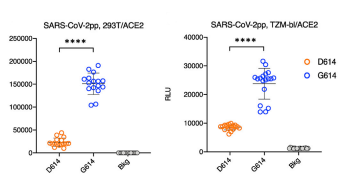 SARS-CoV-2pp, 293T/ACE2
****
250000
200000
150000
100000
50000
0
D614
G614
Bkg
SARS-CoV-2pp, TZM-bl/ACE2
****
RLU
40000
30000
20000
10000
0
D614
G614
Bkg
D614
G614